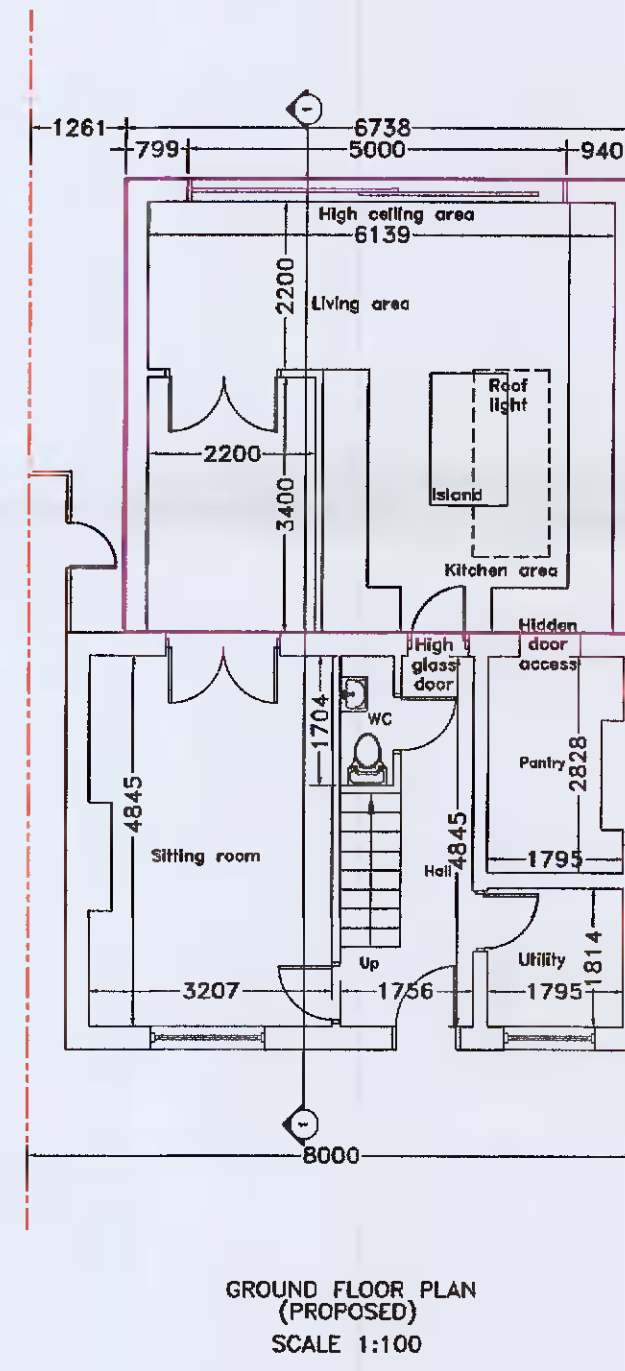 1
1261
6738
799
5000
940
High ceiling area
6139
2200
Living area
Roof
light
2200
3400
Island
Kitchen area
Hidden
door
access
High
glass
door
1704
WC
Pantry
2828
4845
Sitting room
4845
Hall
1795
Up
Utility
1814
3207
1756
1795
1
8000
GROUND FLOOR PLAN
(PROPOSED)
SCALE 1:100